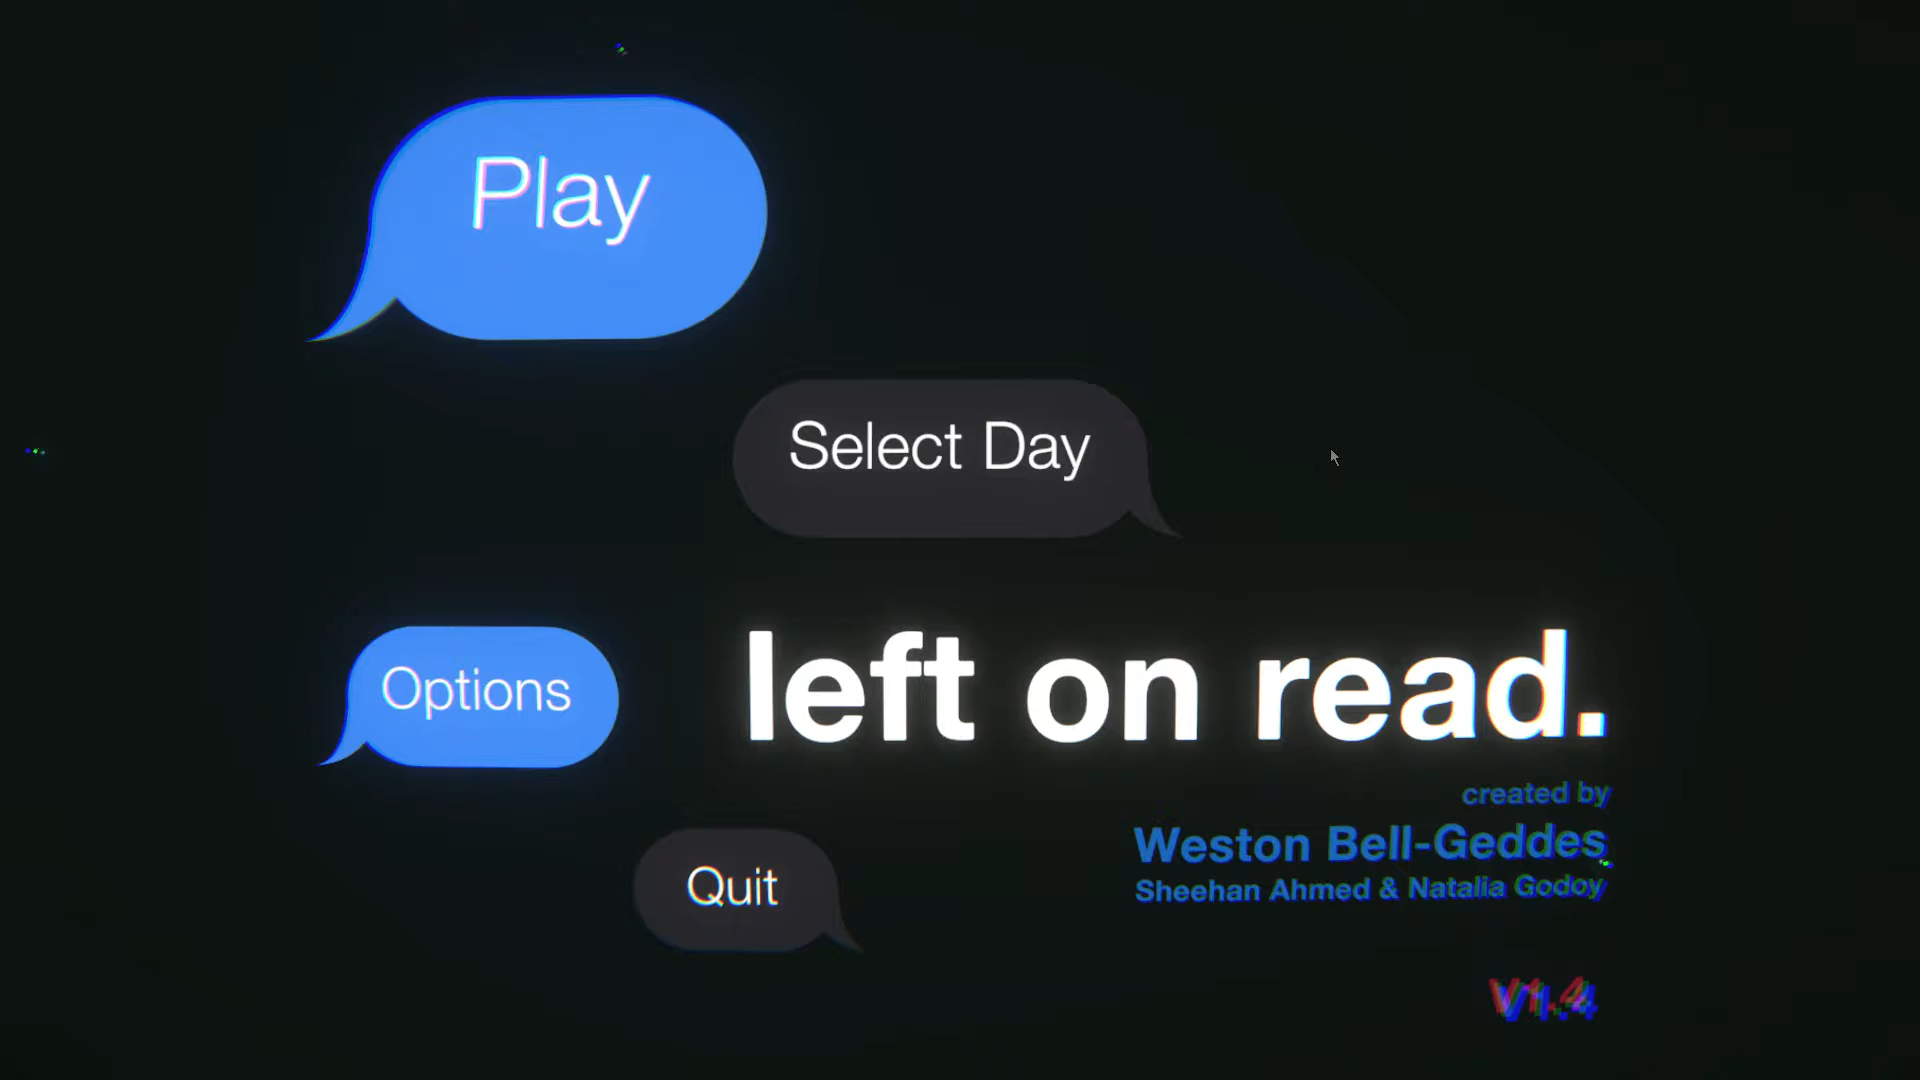 Play
Select Day
Options
left on read.
created by
Weston Bell-Geddes
Sheehan Ahmed & Natalia Godoy
Quit
V1.4